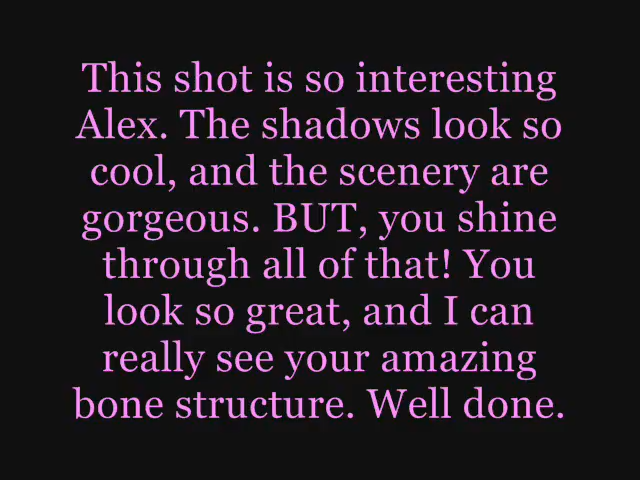 This shot is so interesting
Alex. The shadows look so
cool, and the scenery are
gorgeous. BUT, you shine
through all of that! You
look so great, and I can
really see your amazing
bone structure. Well done.